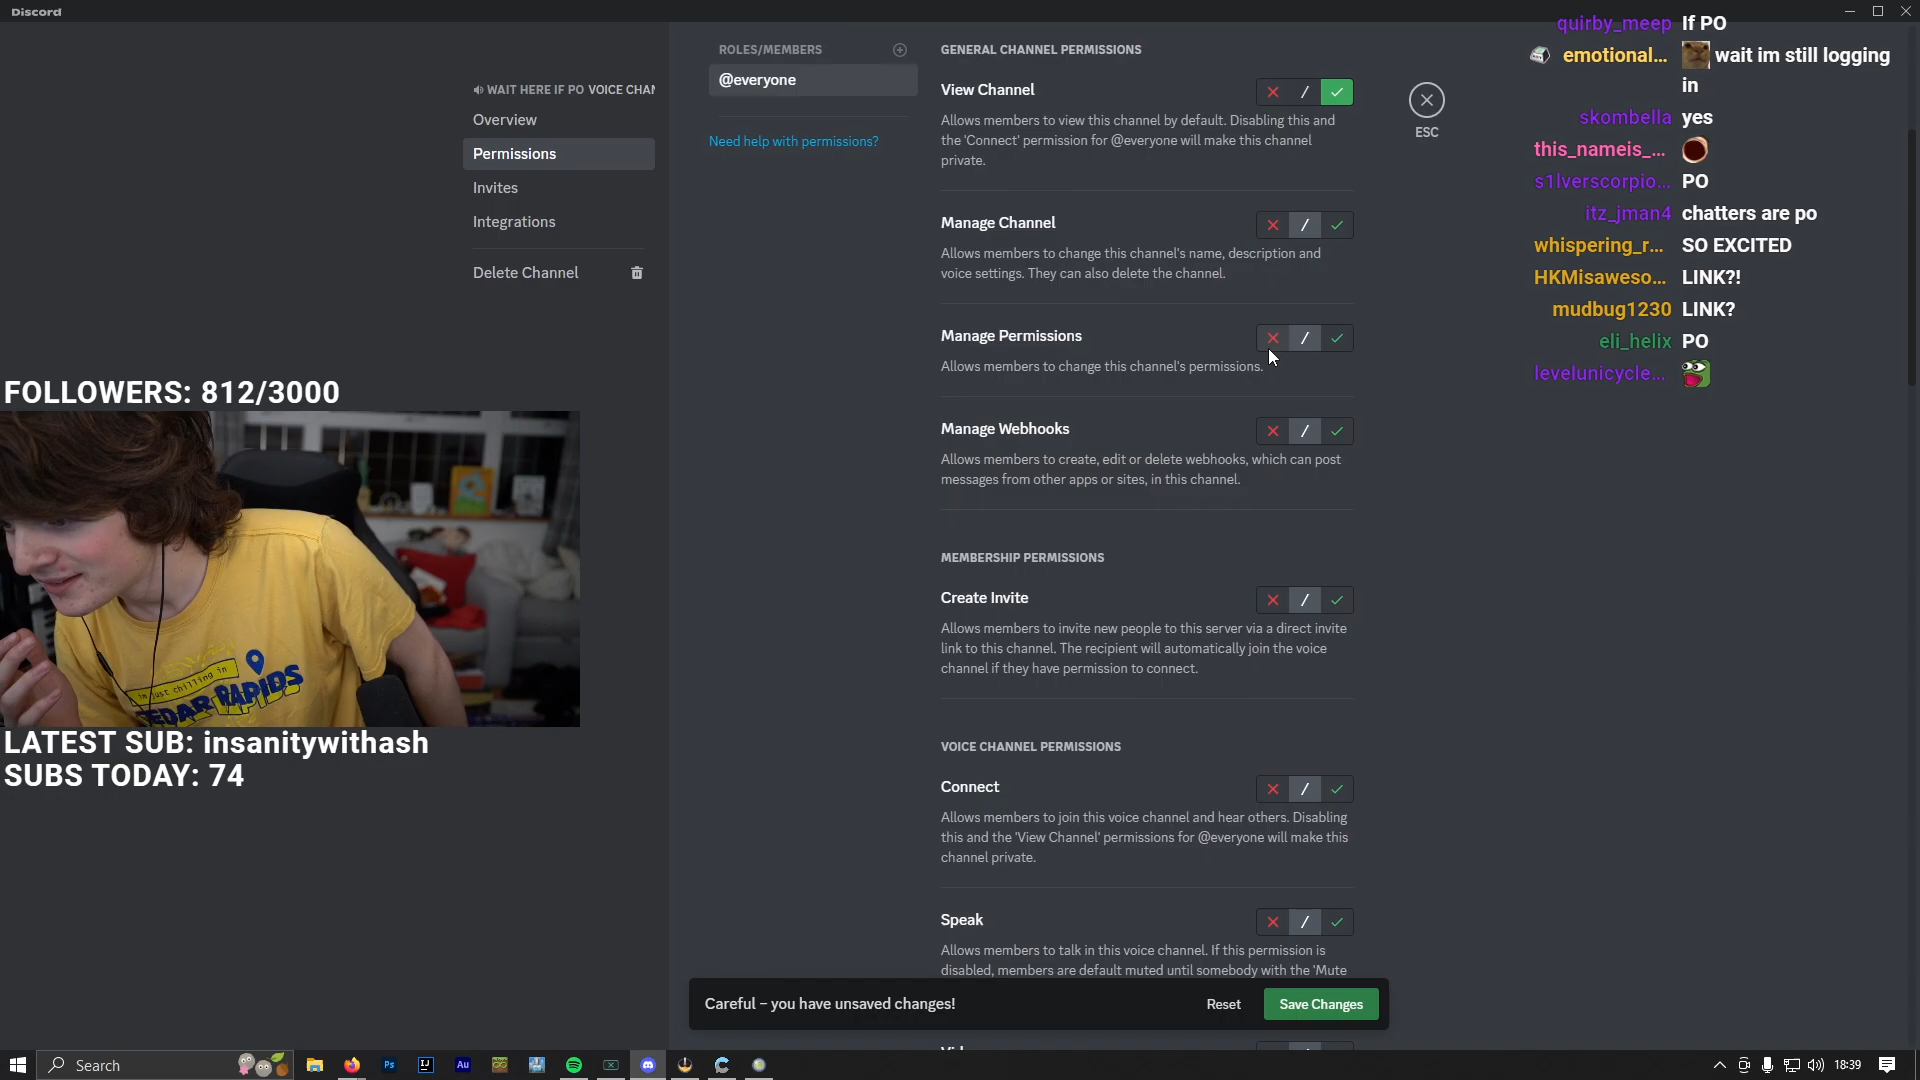 Discord
WAIT HERE IF PO VOICE CHAN
Overview
Permissions
Invites
Integrations
Delete Channel
FOLLOWERS: 812/3000
im just chilling in
EDAR RAPIDS
LATEST SUB: insanitywithash
SUBS TODAY: 74
ROLES/MEMBERS
@everyone
Need help with permissions?
GENERAL CHANNEL PERMISSIONS
View Channel
Allows members to view this channel by default. Disabling this and
the 'Connect' permission for @everyone will make this channel
private.
Manage Channel
Allows members to change this channel's name, description and
voice settings. They can also delete the channel.
Manage Permissions
Allows members to change this channel's permissions.
Manage Webhooks
Allows members to create, edit or delete webhooks, which can post
messages from other apps or sites, in this channel.
MEMBERSHIP PERMISSIONS
Create Invite
Allows members to invite new people to this server via a direct invite
link to this channel. The recipient will automatically join the voice
channel if they have permission to connect.
VOICE CHANNEL PERMISSIONS
Connect
Allows members to join this voice channel and hear others. Disabling
this and the 'View Channel' permissions for @everyone will make this
channel private.
Speak
Allows members to talk in this voice channel. If this permission is
disabled, members are default muted until somebody with the 'Mute
Careful – you have unsaved changes!
Reset
Save Changes
ESC
quirby_meep If PO
emotional... wait im still logging
in
skombella yes
this_nameis_...
s1lverscorpio... PO
itz_jman4 chatters are po
whispering_r... SO EXCITED
HKMisaweso... LINK?!
mudbug1230 LINK?
eli_helix PO
levelunicycle...
Search
Ps
IJ
Au
18:39